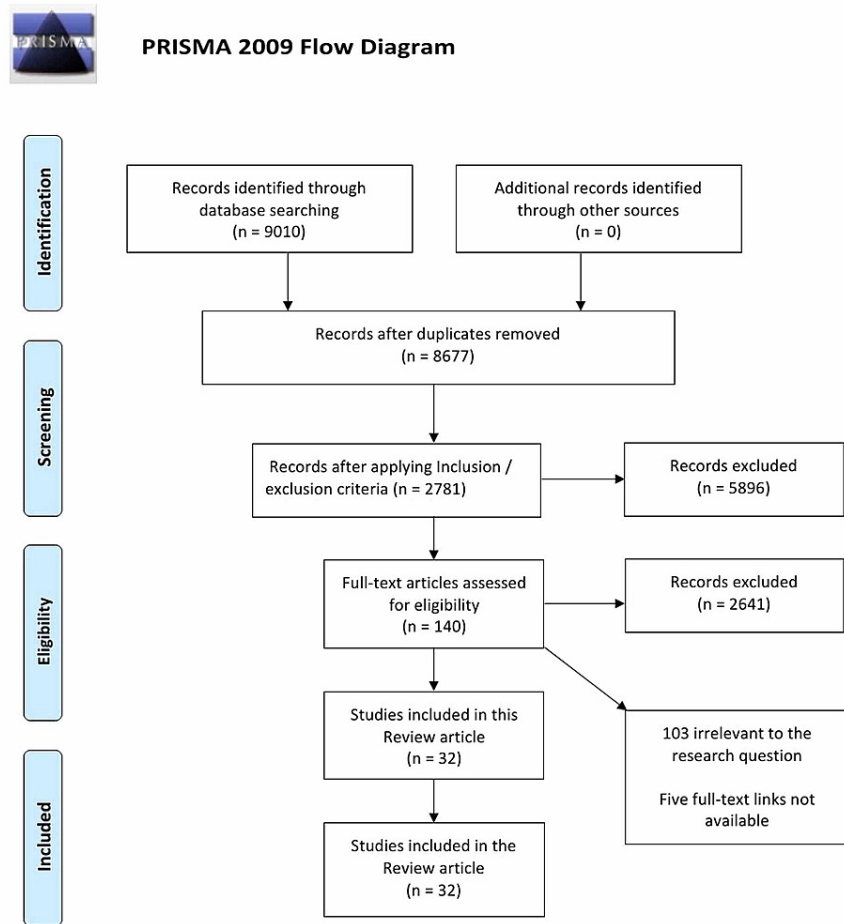 PRISMA
PRISMA 2009 Flow Diagram
Identification
Records identified through
database searching
(n = 9010)
Additional records identified
through other sources
(n = 0)
Records after duplicates removed
(n = 8677)
Screening
Records after applying Inclusion /
exclusion criteria (n = 2781)
Records excluded
(n = 5896)
Eligibility
Full-text articles assessed
for eligibility
(n = 140)
Records excluded
(n = 2641)
Studies included in this
Review article
(n = 32)
103 irrelevant to the
research question
Five full-text links not
available
Included
Studies included in the
Review article
(n = 32)